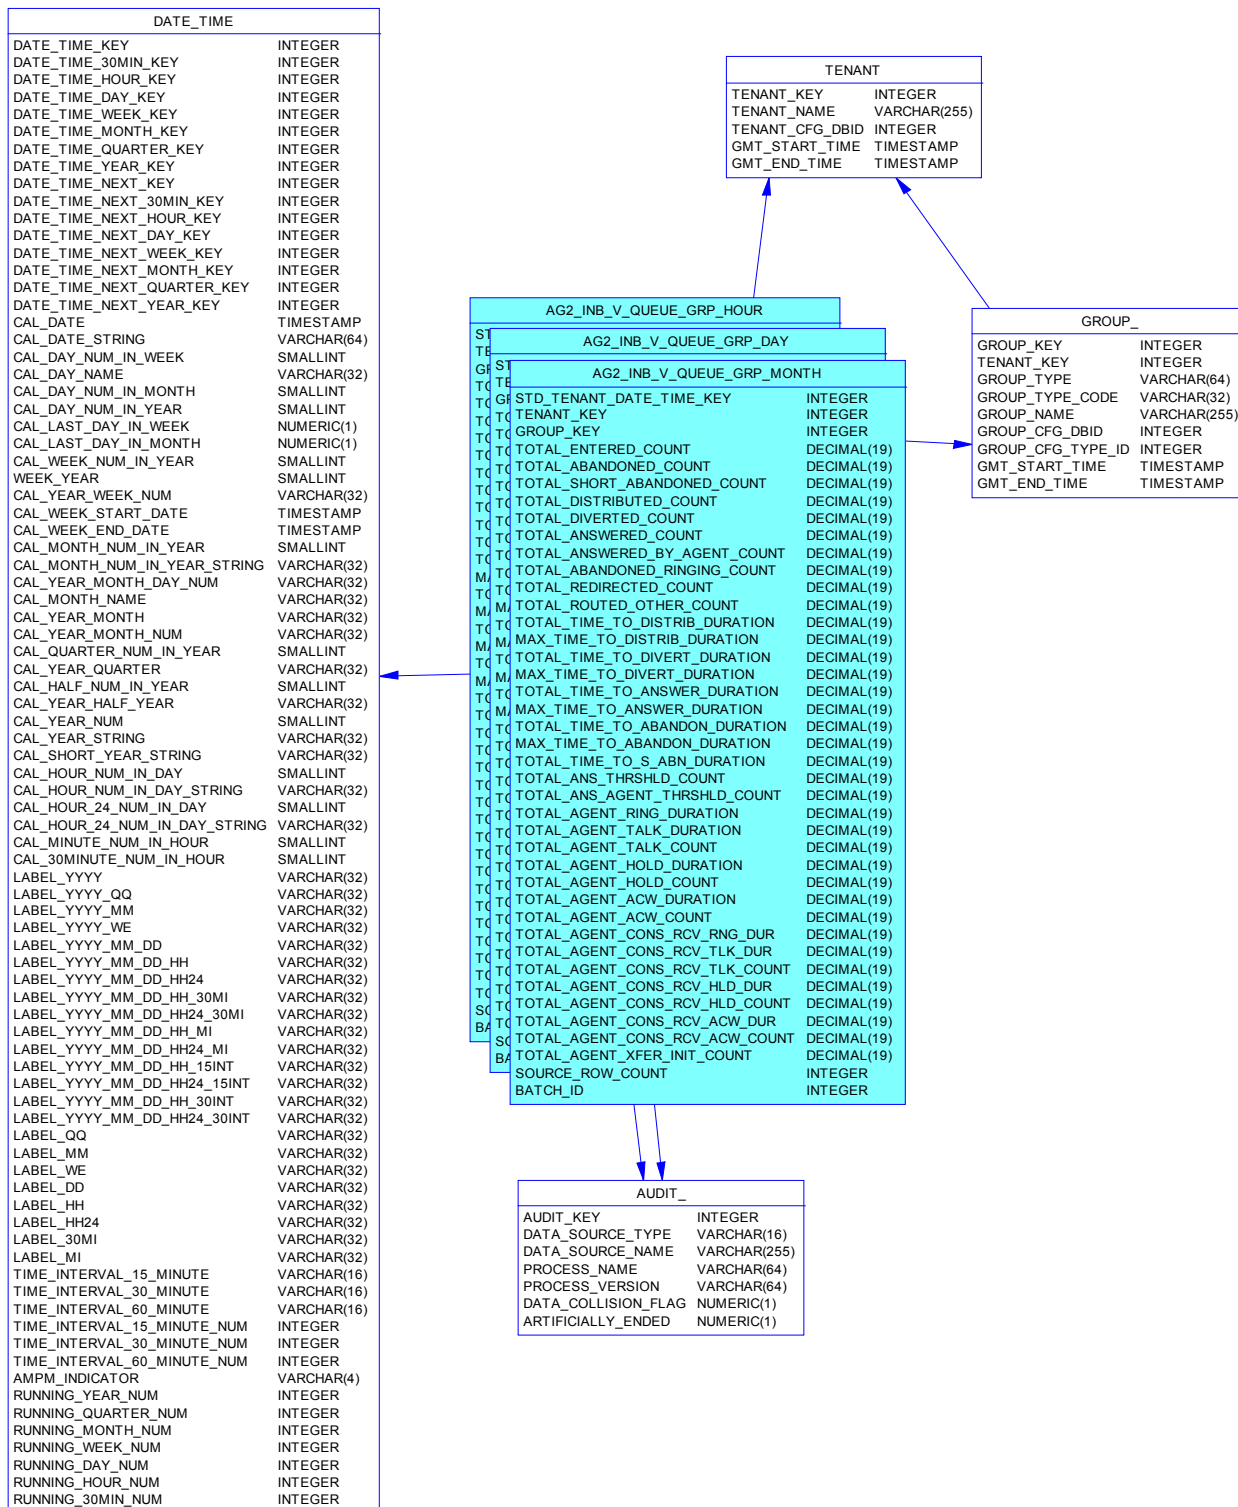 DATE_TIME
DATE_TIME_KEY INTEGER
DATE_TIME_30MIN_KEY INTEGER
DATE_TIME_HOUR_KEY INTEGER
DATE_TIME_DAY_KEY INTEGER
DATE_TIME_WEEK_KEY INTEGER
DATE_TIME_MONTH_KEY INTEGER
DATE_TIME_QUARTER_KEY INTEGER
DATE_TIME_YEAR_KEY INTEGER
DATE_TIME_NEXT_KEY INTEGER
DATE_TIME_NEXT_30MIN_KEY INTEGER
DATE_TIME_NEXT_HOUR_KEY INTEGER
DATE_TIME_NEXT_DAY_KEY INTEGER
DATE_TIME_NEXT_WEEK_KEY INTEGER
DATE_TIME_NEXT_MONTH_KEY INTEGER
DATE_TIME_NEXT_QUARTER_KEY INTEGER
DATE_TIME_NEXT_YEAR_KEY INTEGER
CAL_DATE TIMESTAMP
CAL_DATE_STRING VARCHAR(64)
CAL_DAY_NUM_IN_WEEK SMALLINT
CAL_DAY_NAME VARCHAR(32)
CAL_DAY_NUM_IN_MONTH SMALLINT
CAL_DAY_NUM_IN_YEAR SMALLINT
CAL_LAST_DAY_IN_WEEK NUMERIC(1)
CAL_LAST_DAY_IN_MONTH NUMERIC(1)
CAL_WEEK_NUM_IN_YEAR SMALLINT
WEEK_YEAR SMALLINT
CAL_YEAR_WEEK_NUM VARCHAR(32)
CAL_WEEK_START_DATE TIMESTAMP
CAL_WEEK_END_DATE TIMESTAMP
CAL_MONTH_NUM_IN_YEAR SMALLINT
CAL_MONTH_NUM_IN_YEAR_STRING VARCHAR(32)
CAL_YEAR_MONTH_DAY_NUM VARCHAR(32)
CAL_MONTH_NAME VARCHAR(32)
CAL_YEAR_MONTH VARCHAR(32)
CAL_YEAR_MONTH_NUM VARCHAR(32)
CAL_QUARTER_NUM_IN_YEAR SMALLINT
CAL_YEAR_QUARTER VARCHAR(32)
CAL_HALF_NUM_IN_YEAR SMALLINT
CAL_YEAR_HALF_YEAR VARCHAR(32)
CAL_YEAR_NUM SMALLINT
CAL_YEAR_STRING VARCHAR(32)
CAL_SHORT_YEAR_STRING VARCHAR(32)
CAL_HOUR_NUM_IN_DAY SMALLINT
CAL_HOUR_NUM_IN_DAY_STRING VARCHAR(32)
CAL_HOUR_24_NUM_IN_DAY SMALLINT
CAL_HOUR_24_NUM_IN_DAY_STRING VARCHAR(32)
CAL_MINUTE_NUM_IN_HOUR SMALLINT
CAL_30MINUTE_NUM_IN_HOUR SMALLINT
LABEL_YYYY VARCHAR(32)
LABEL_YYYY_QQ VARCHAR(32)
LABEL_YYYY_MM VARCHAR(32)
LABEL_YYYY_WE VARCHAR(32)
LABEL_YYYY_MM_DD VARCHAR(32)
LABEL_YYYY_MM_DD_HH VARCHAR(32)
LABEL_YYYY_MM_DD_HH24 VARCHAR(32)
LABEL_YYYY_MM_DD_HH_30MI VARCHAR(32)
LABEL_YYYY_MM_DD_HH24_30MI VARCHAR(32)
LABEL_YYYY_MM_DD_HH_MI VARCHAR(32)
LABEL_YYYY_MM_DD_HH24_MI VARCHAR(32)
LABEL_YYYY_MM_DD_HH_15INT VARCHAR(32)
LABEL_YYYY_MM_DD_HH24_15INT VARCHAR(32)
LABEL_YYYY_MM_DD_HH_30INT VARCHAR(32)
LABEL_YYYY_MM_DD_HH24_30INT VARCHAR(32)
LABEL_QQ VARCHAR(32)
LABEL_MM VARCHAR(32)
LABEL_WE VARCHAR(32)
LABEL_DD VARCHAR(32)
LABEL_HH VARCHAR(32)
LABEL_HH24 VARCHAR(32)
LABEL_30MI VARCHAR(32)
LABEL_MI VARCHAR(32)
TIME_INTERVAL_15_MINUTE VARCHAR(16)
TIME_INTERVAL_30_MINUTE VARCHAR(16)
TIME_INTERVAL_60_MINUTE VARCHAR(16)
TIME_INTERVAL_15_MINUTE_NUM INTEGER
TIME_INTERVAL_30_MINUTE_NUM INTEGER
TIME_INTERVAL_60_MINUTE_NUM INTEGER
AMPM_INDICATOR VARCHAR(4)
RUNNING_YEAR_NUM INTEGER
RUNNING_QUARTER_NUM INTEGER
RUNNING_MONTH_NUM INTEGER
RUNNING_WEEK_NUM INTEGER
RUNNING_DAY_NUM INTEGER
RUNNING_HOUR_NUM INTEGER
RUNNING_30MIN_NUM INTEGER
TENANT
TENANT_KEY INTEGER
TENANT_NAME VARCHAR(255)
TENANT_CFG_DBID INTEGER
GMT_START_TIME TIMESTAMP
GMT_END_TIME TIMESTAMP
AG2_INB_V_QUEUE_GRP_HOUR
AG2_INB_V_QUEUE_GRP_DAY
AG2_INB_V_QUEUE_GRP_MONTH
STD_TENANT_DATE_TIME_KEY INTEGER
TENANT_KEY INTEGER
GROUP_KEY INTEGER
TOTAL_ENTERED_COUNT DECIMAL(19)
TOTAL_ABANDONED_COUNT DECIMAL(19)
TOTAL_SHORT_ABANDONED_COUNT DECIMAL(19)
TOTAL_DISTRIBUTED_COUNT DECIMAL(19)
TOTAL_DIVERTED_COUNT DECIMAL(19)
TOTAL_ANSWERED_COUNT DECIMAL(19)
TOTAL_ANSWERED_BY_AGENT_COUNT DECIMAL(19)
TOTAL_ABANDONED_RINGING_COUNT DECIMAL(19)
TOTAL_REDIRECTED_COUNT DECIMAL(19)
TOTAL_ROUTED_OTHER_COUNT DECIMAL(19)
TOTAL_TIME_TO_DISTRIB_DURATION DECIMAL(19)
MAX_TIME_TO_DISTRIB_DURATION DECIMAL(19)
TOTAL_TIME_TO_DIVERT_DURATION DECIMAL(19)
MAX_TIME_TO_DIVERT_DURATION DECIMAL(19)
TOTAL_TIME_TO_ANSWER_DURATION DECIMAL(19)
MAX_TIME_TO_ANSWER_DURATION DECIMAL(19)
TOTAL_TIME_TO_ABANDON_DURATION DECIMAL(19)
MAX_TIME_TO_ABANDON_DURATION DECIMAL(19)
TOTAL_TIME_TO_S_ABN_DURATION DECIMAL(19)
TOTAL_ANS_THRSHLD_COUNT DECIMAL(19)
TOTAL_ANS_AGENT_THRSHLD_COUNT DECIMAL(19)
TOTAL_AGENT_RING_DURATION DECIMAL(19)
TOTAL_AGENT_TALK_DURATION DECIMAL(19)
TOTAL_AGENT_TALK_COUNT DECIMAL(19)
TOTAL_AGENT_HOLD_DURATION DECIMAL(19)
TOTAL_AGENT_HOLD_COUNT DECIMAL(19)
TOTAL_AGENT_ACW_DURATION DECIMAL(19)
TOTAL_AGENT_ACW_COUNT DECIMAL(19)
TOTAL_AGENT_CONS_RCV_RNG_DUR DECIMAL(19)
TOTAL_AGENT_CONS_RCV_TLK_DUR DECIMAL(19)
TOTAL_AGENT_CONS_RCV_TLK_COUNT DECIMAL(19)
TOTAL_AGENT_CONS_RCV_HLD_DUR DECIMAL(19)
TOTAL_AGENT_CONS_RCV_HLD_COUNT DECIMAL(19)
TOTAL_AGENT_CONS_RCV_ACW_DUR DECIMAL(19)
TOTAL_AGENT_CONS_RCV_ACW_COUNT DECIMAL(19)
TOTAL_AGENT_XFER_INIT_COUNT DECIMAL(19)
SOURCE_ROW_COUNT INTEGER
BATCH_ID INTEGER
GROUP_
GROUP_KEY INTEGER
TENANT_KEY INTEGER
GROUP_TYPE VARCHAR(64)
GROUP_TYPE_CODE VARCHAR(32)
GROUP_NAME VARCHAR(255)
GROUP_CFG_DBID INTEGER
GROUP_CFG_TYPE_ID INTEGER
GMT_START_TIME TIMESTAMP
GMT_END_TIME TIMESTAMP
AUDIT_
AUDIT_KEY INTEGER
DATA_SOURCE_TYPE VARCHAR(16)
DATA_SOURCE_NAME VARCHAR(255)
PROCESS_NAME VARCHAR(64)
PROCESS_VERSION VARCHAR(64)
DATA_COLLISION_FLAG NUMERIC(1)
ARTIFICIALLY_ENDED NUMERIC(1)